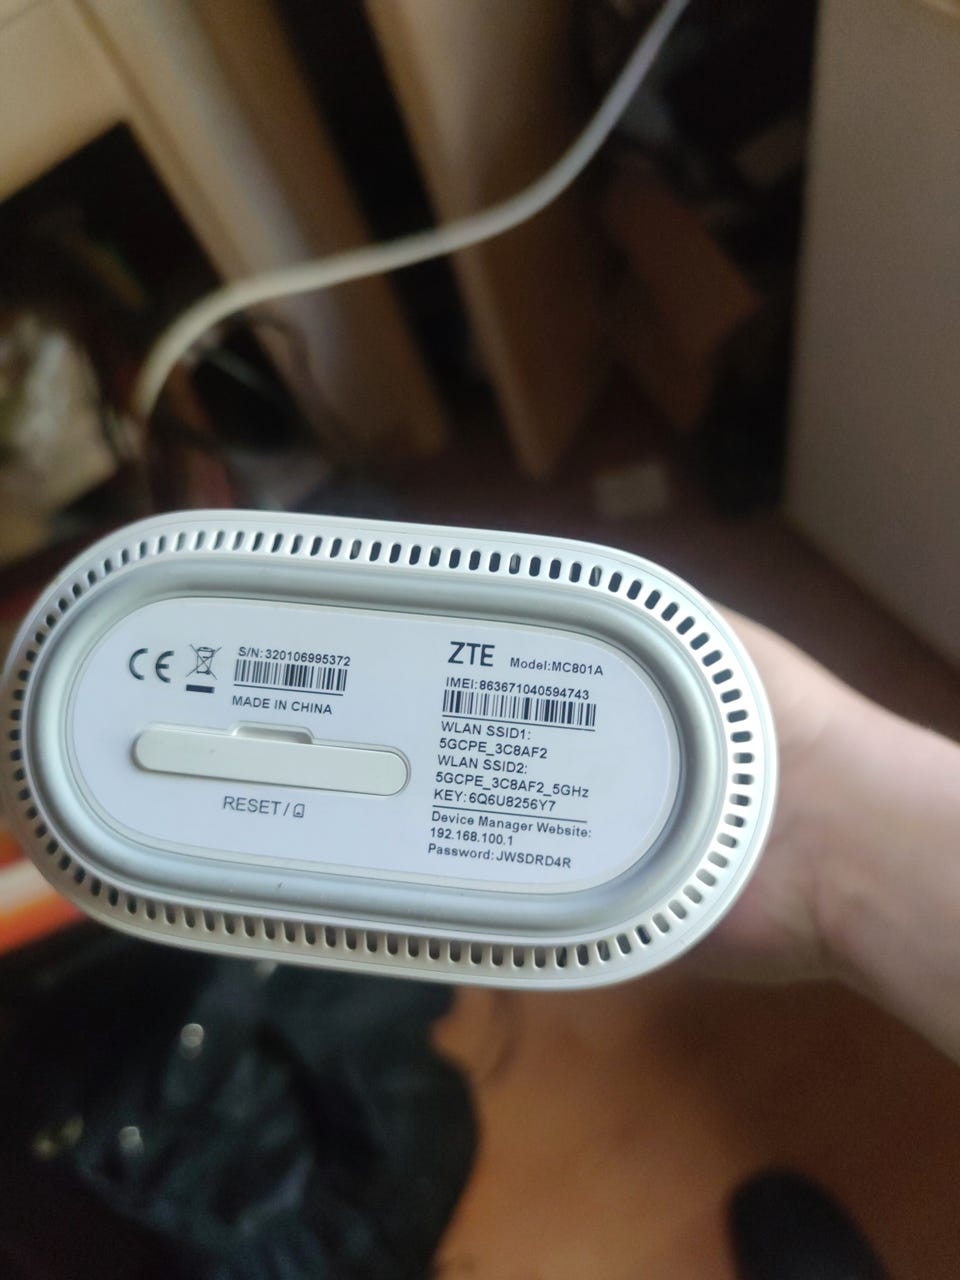 S/N: 320106995372
MADE IN CHINA
RESET/
ZTE Model:MC801A
IMEI:863671040594743
WLAN SSID1:
5GCPE_3C8AF2
WLAN SSID2:
5GCPE_3C8AF2_5GHz
KEY:6Q6U8256Y7
Device Manager Website:
192.168.100.1
Password:JWSDRD4R